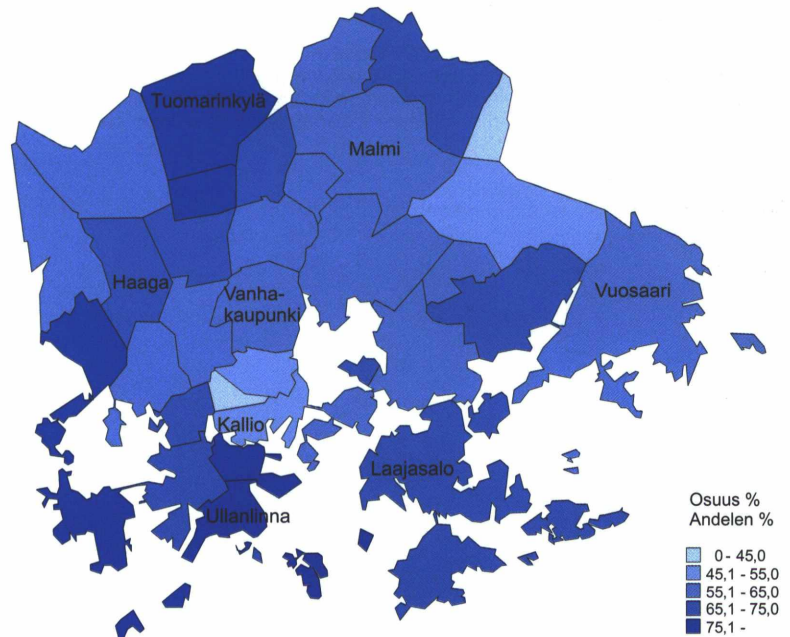 Tuomarinkylä
Malmi
Haaga
Vanha-
kaupunki
Vuosaari
Kallio
Laajasalo
Ullanlinna
Osuus %
Andelen %
0 - 45,0
45,1 - 55,0
55,1 - 65,0
65,1 - 75,0
75,1 -